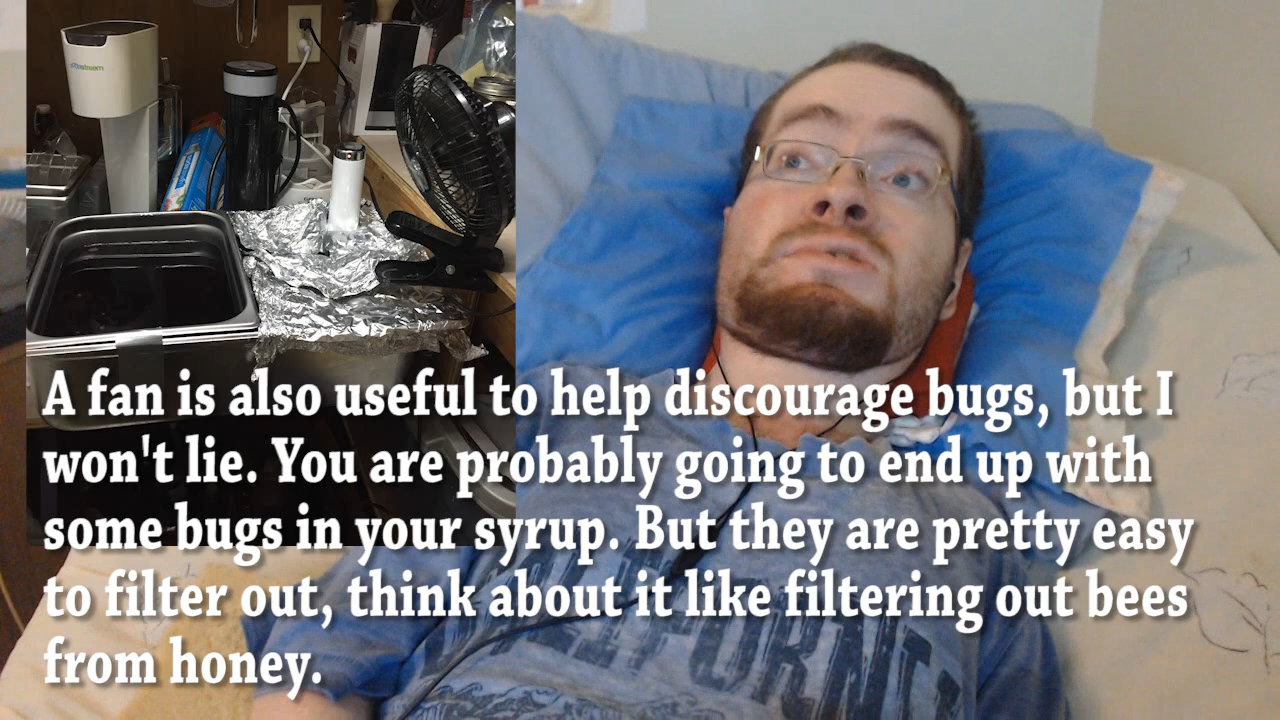 sodastream
A fan is also useful to help discourage bugs, but I
won't lie. You are probably going to end up with
some bugs in your syrup. But they are pretty easy
to filter out, think about it like filtering out bees
from honey.